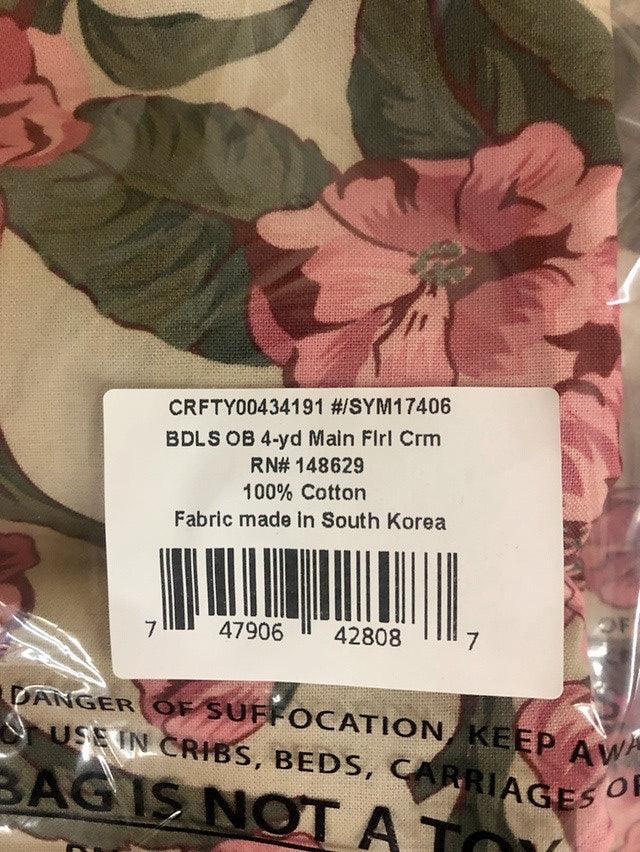 CRFTY00434191 #/SYM17406
BDLS OB 4-yd Main Flrl Crm
RN# 148629
100% Cotton
Fabric made in South Korea
7 47906 42808 7
DANGER OF SUFFOCATION, KEEP
USE IN CRIBS, BEDS, CARRIAGES
BAG IS NOT A TOY